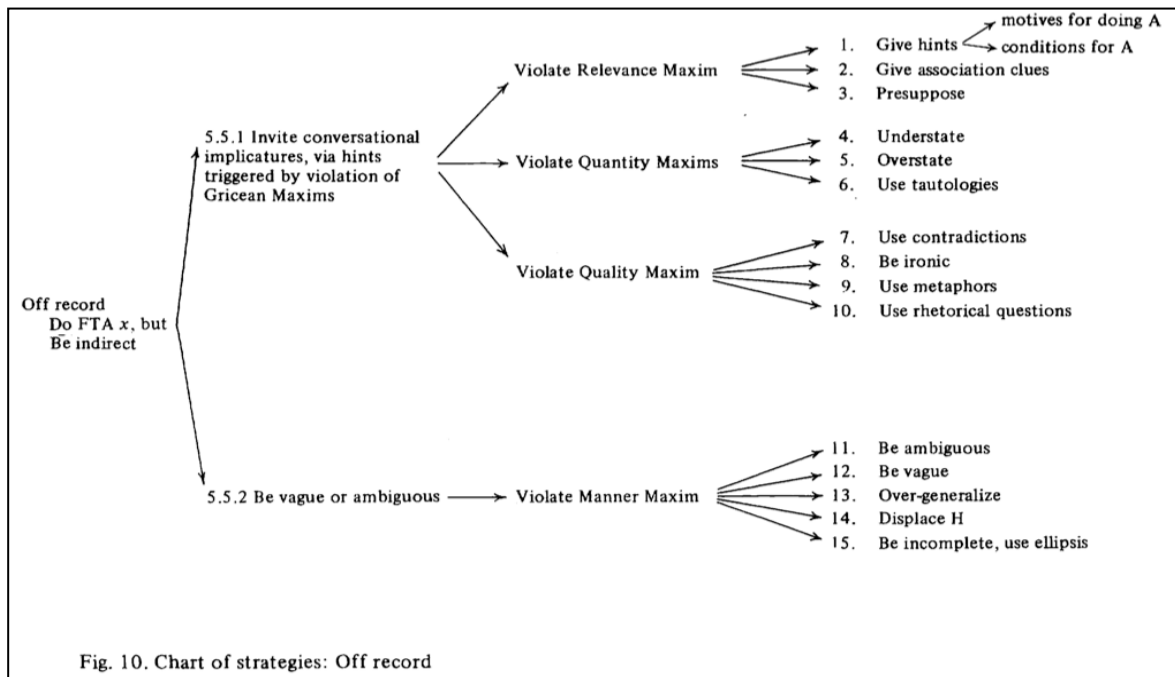 motives for doing A
1. Give hints
conditions for A
Violate Relevance Maxim
2. Give association clues
3. Presuppose
5.5.1 Invite conversational
implicatures, via hints
triggered by violation of
Gricean Maxims
4. Understate
Violate Quantity Maxims
5. Overstate
6. Use tautologies
7. Use contradictions
8. Be ironic
Violate Quality Maxim
9. Use metaphors
10. Use rhetorical questions
Off record
Do FTA x, but
Be indirect
11. Be ambiguous
12. Be vague
5.5.2 Be vague or ambiguous
Violate Manner Maxim
13. Over-generalize
14. Displace H
15. Be incomplete, use ellipsis
Fig. 10. Chart of strategies: Off record